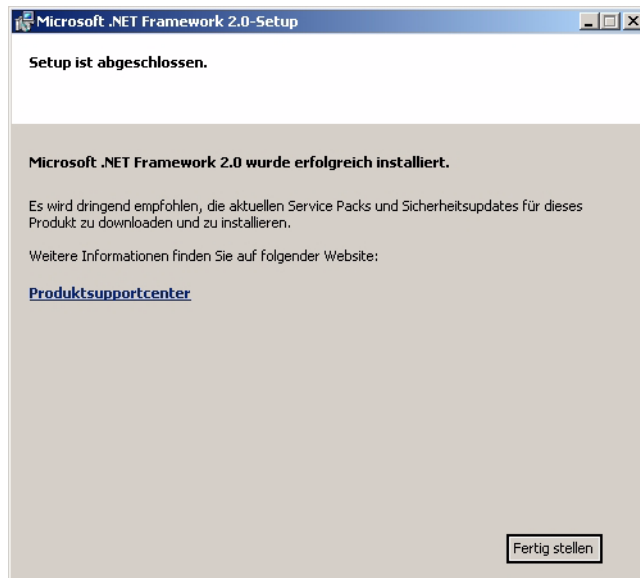 Microsoft .NET Framework 2.0-Setup
Setup ist abgeschlossen.
Microsoft .NET Framework 2.0 wurde erfolgreich installiert.
Es wird dringend empfohlen, die aktuellen Service Packs und Sicherheitsupdates für dieses
Produkt zu downloaden und zu installieren.
Weitere Informationen finden Sie auf folgender Website:
Produktsupportcenter
Fertig stellen